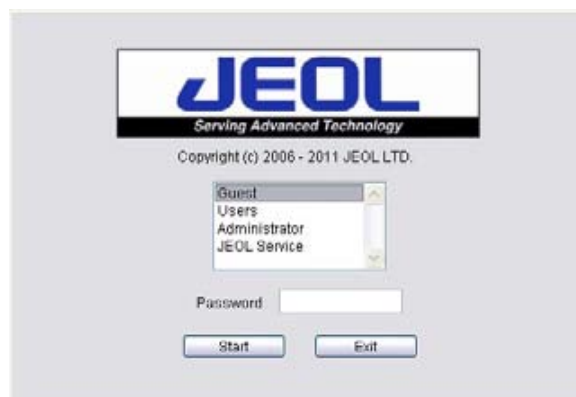 JEOL
Serving Advanced Technology
Copyright (c) 2006 - 2011 JEOL LTD.
Guest
Users
Administrator
JEOL Service
Password
Start Exit